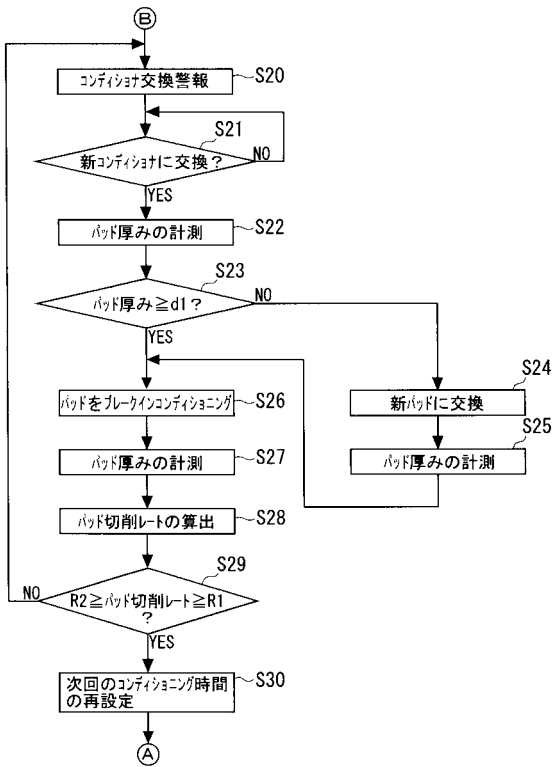 B
コンディショナ交換警報
S20
S21
新コンディショナに交換？
NO
YES
パッド厚みの計測
S22
S23
パッド厚み≧d1？
NO
YES
S24
新パッドに交換
S25
パッド厚みの計測
パッドをブレークインコンディショニング
S26
パッド厚みの計測
S27
パッド切削レートの算出
S28
S29
NO
R2≧パッド切削レート≧R1
？
YES
次回のコンディショニング時間
の再設定
S30
A